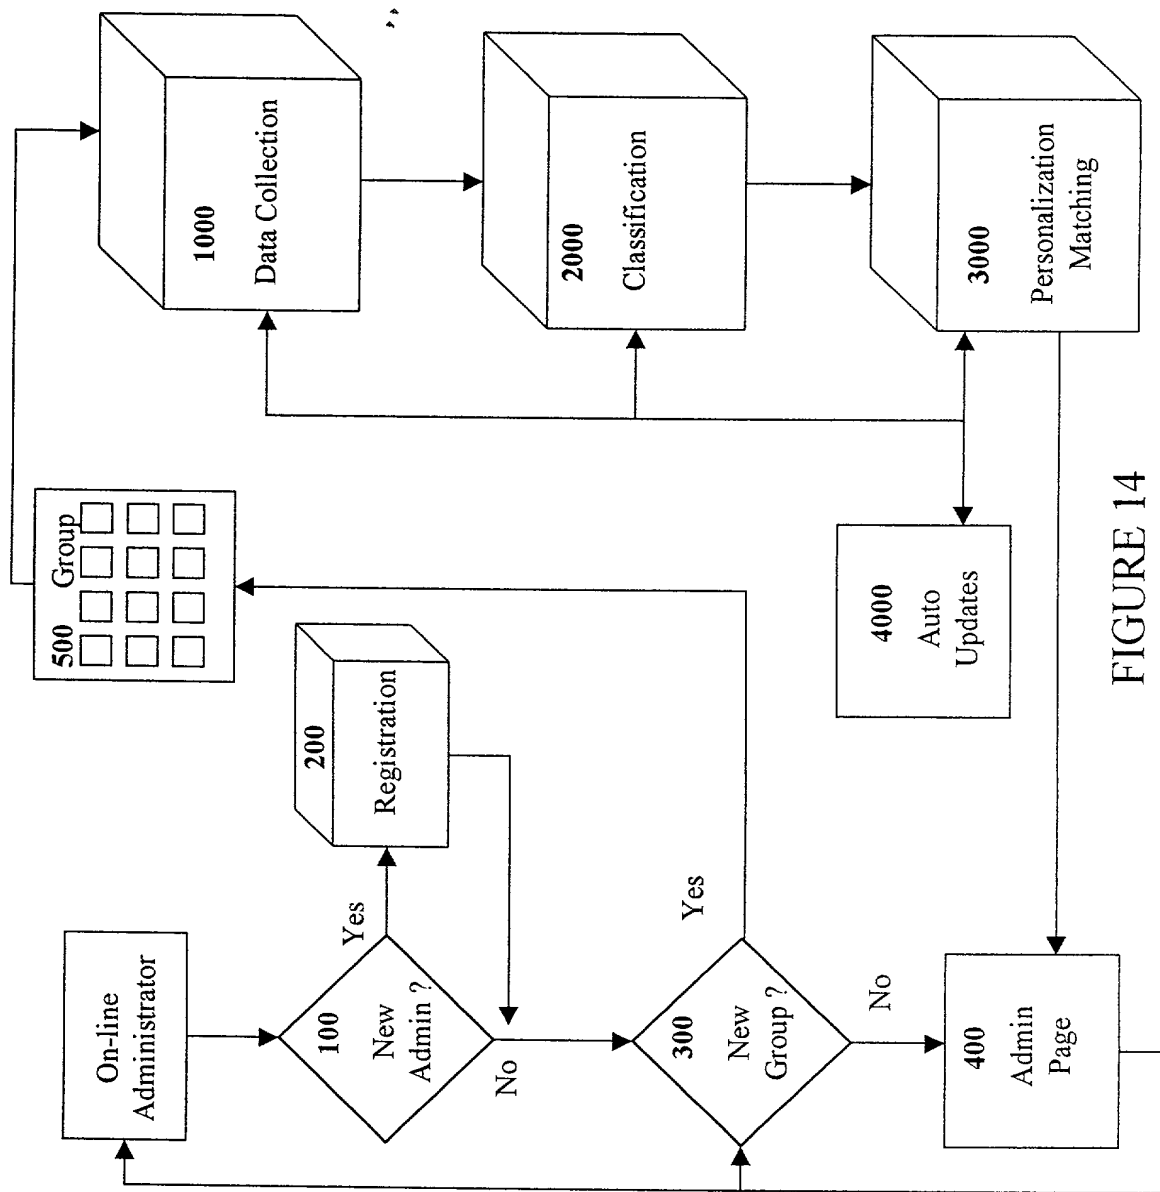 On-line
Administrator
100
New
Admin ?
Yes
No
200
Registration
300
New
Group ?
Yes
No
400
Admin
Page
500 Group
1000
Data Collection
2000
Classification
3000
Personalization
Matching
4000
Auto
Updates
FIGURE 14